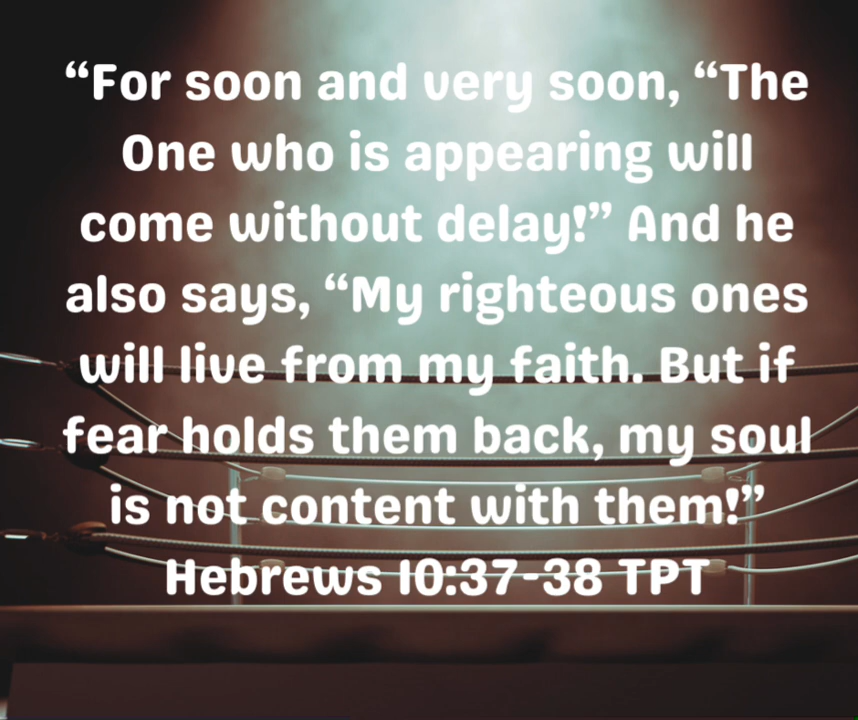 “For soon and very soon, “The
One who is appearing will
come without delay!” And he
also says, “My righteous ones
will live from my faith. But if
fear holds them back, my soul
is not content with them!”
Hebrews 10:37-38 TPT